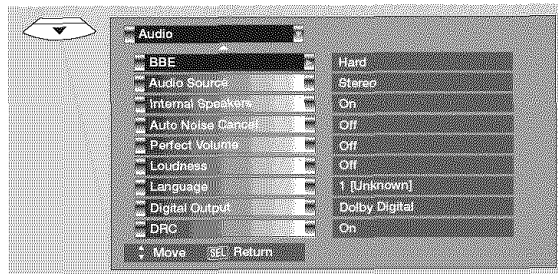 Audio
BBE Hard
Audio Source Stereo
Internal Speakers On
Auto Noise Cancel Off
Perfect Volume Off
Loudness Off
Language 1 [Unknown]
Digital Output Dolby Digital
DRC On
Move SEL Return